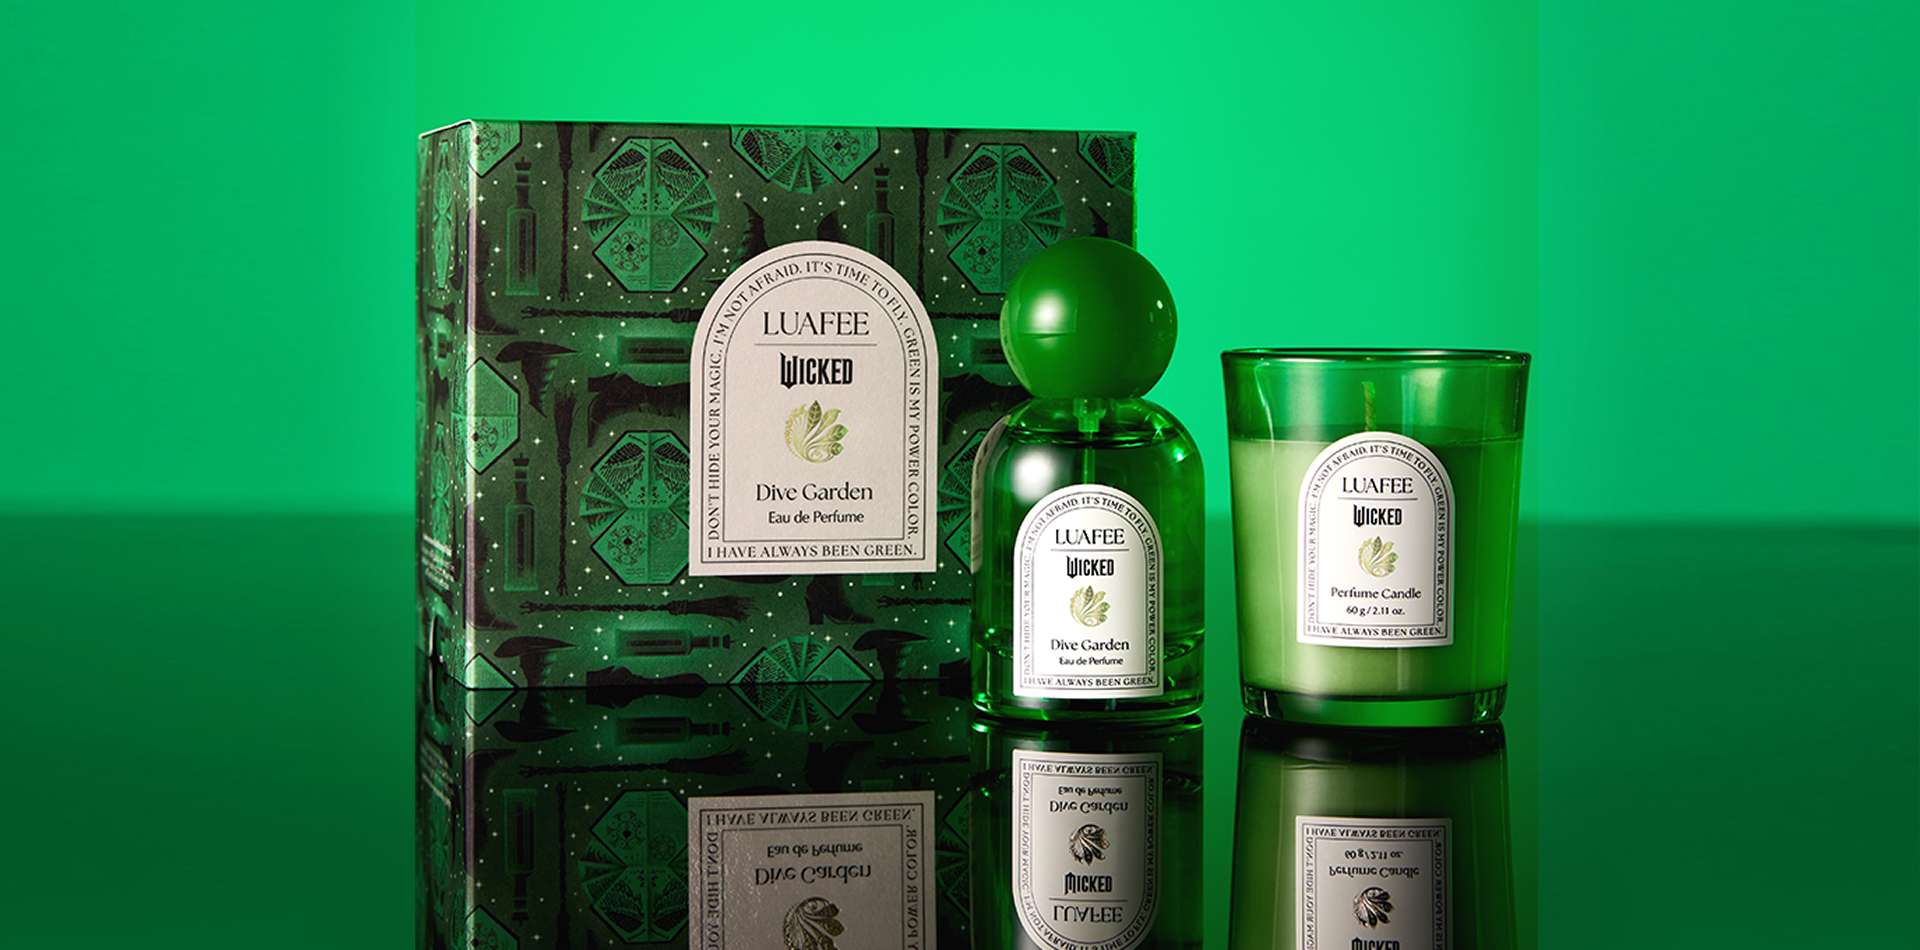 DON'T HIDE YOUR MAGIC. I'M NOT AFRAID. IT'S TIME TO FLY. GREEN IS MY POWER COLOR.
LUAFEE
WICKED
Dive Garden
Eau de Perfume
I HAVE ALWAYS BEEN GREEN.
DON'T HIDE YOUR MAGIC. I'M NOT AFRAID. IT'S TIME TO FLY. GREEN IS MY POWER COLOR.
LUAFEE
WICKED
Dive Garden
Eau de Perfume
I HAVE ALWAYS BEEN GREEN.
DON'T HIDE YOUR MAGIC. I'M NOT AFRAID. IT'S TIME TO FLY. GREEN IS MY POWER COLOR.
LUAFEE
WICKED
Perfume Candle
60 g / 2.11 oz.
I HAVE ALWAYS BEEN GREEN.